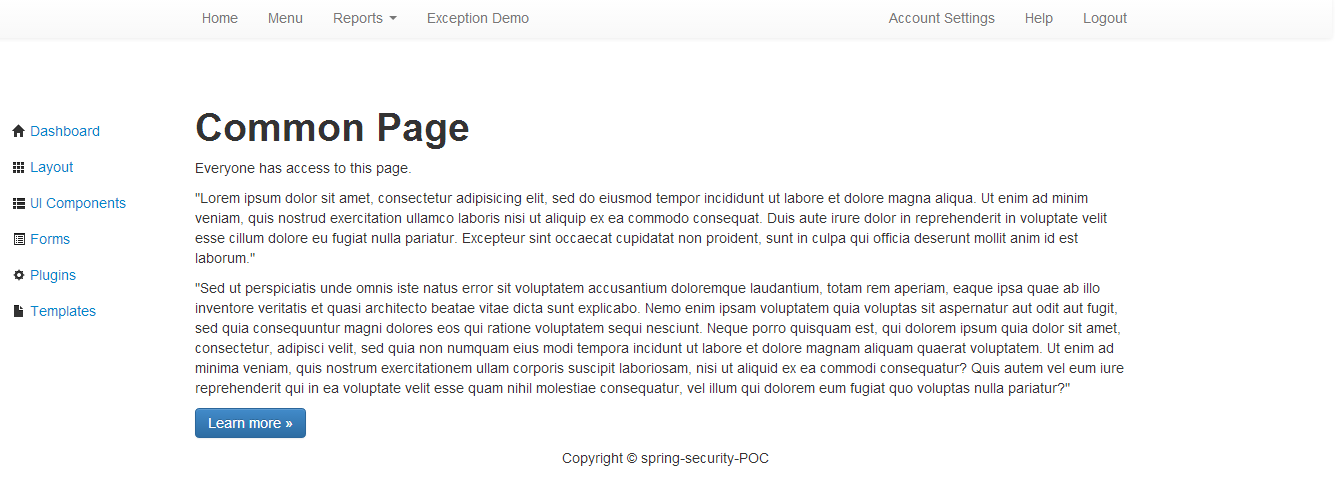 Home Menu Reports Exception Demo Account Settings Help Logout
Dashboard
Layout
UI Components
Forms
Plugins
Templates
Common Page
Everyone has access to this page.
"Lorem ipsum dolor sit amet, consectetur adipisicing elit, sed do eiusmod tempor incididunt ut labore et dolore magna aliqua. Ut enim ad minim
veniam, quis nostrud exercitation ullamco laboris nisi ut aliquip ex ea commodo consequat. Duis aute irure dolor in reprehenderit in voluptate velit
esse cillum dolore eu fugiat nulla pariatur. Excepteur sint occaecat cupidatat non proident, sunt in culpa qui officia deserunt mollit anim id est
laborum."
"Sed ut perspiciatis unde omnis iste natus error sit voluptatem accusantium doloremque laudantium, totam rem aperiam, eaque ipsa quae ab illo
inventore veritatis et quasi architecto beatae vitae dicta sunt explicabo. Nemo enim ipsam voluptatem quia voluptas sit aspernatur aut odit aut fugit,
sed quia consequuntur magni dolores eos qui ratione voluptatem sequi nesciunt. Neque porro quisquam est, qui dolorem ipsum quia dolor sit amet,
consectetur, adipisci velit, sed quia non numquam eius modi tempora incidunt ut labore et dolore magnam aliquam quaerat voluptatem. Ut enim ad
minima veniam, quis nostrum exercitationem ullam corporis suscipit laboriosam, nisi ut aliquid ex ea commodi consequatur? Quis autem vel eum iure
reprehenderit qui in ea voluptate velit esse quam nihil molestiae consequatur, vel illum qui dolorem eum fugiat quo voluptas nulla pariatur?"
Learn more »
Copyright © spring-security-POC